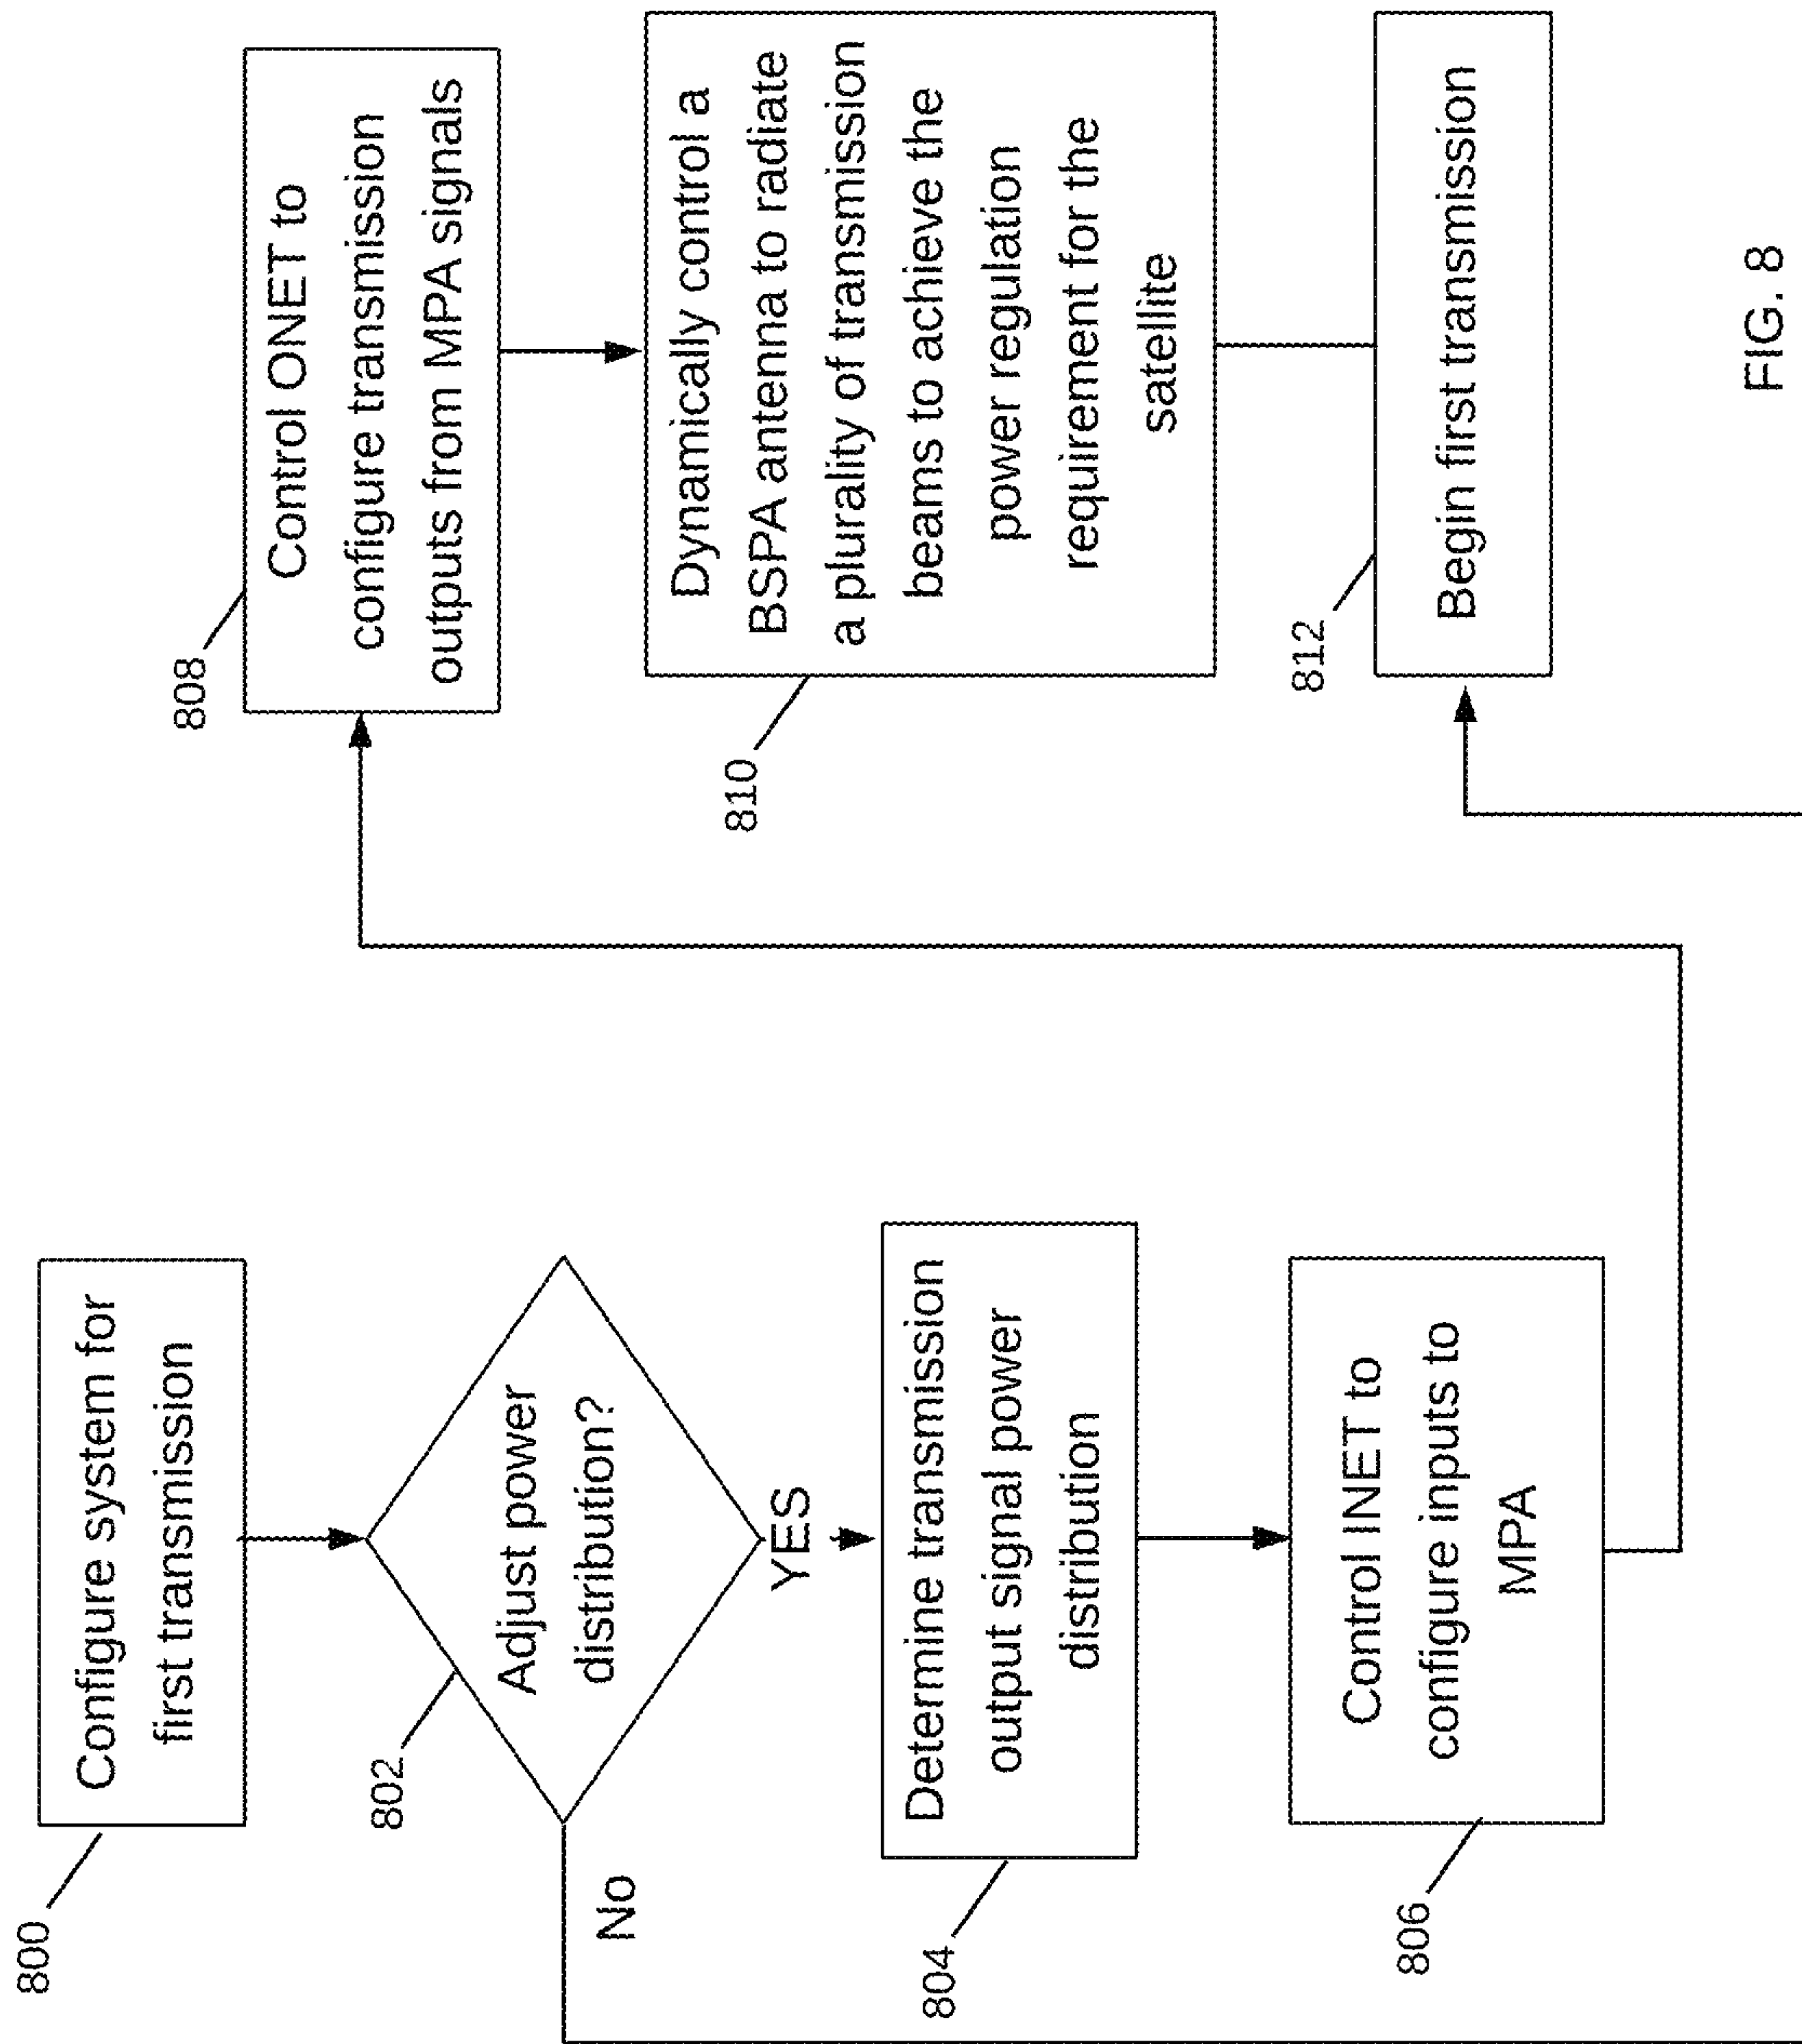 800
Configure system for
first transmission
802
Adjust power
distribution?
No
YES
804
Determine transmission
output signal power
distribution
806
Control INET to
configure inputs to
MPA
808
Control ONET to
configure transmission
outputs from MPA signals
810
Dynamically control a
BSPA antenna to radiate
a plurality of transmission
beams to achieve the
power regulation
requirement for the
satellite
812
Begin first transmission
FIG. 8